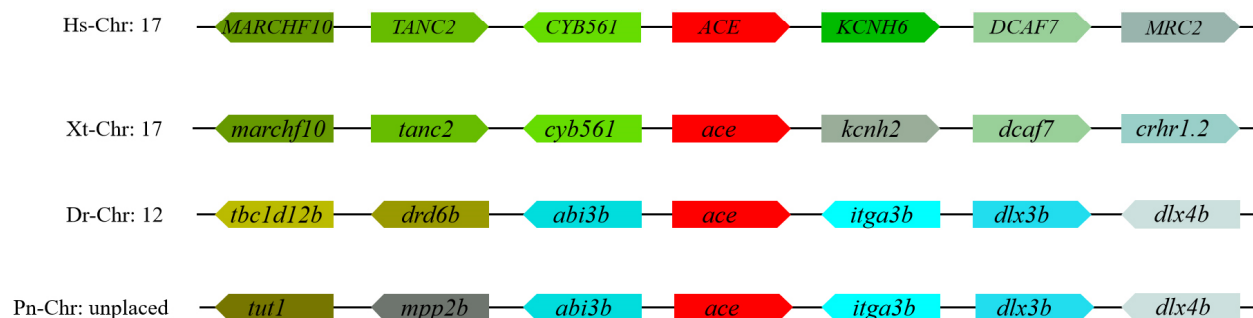 Hs-Chr: 17 MARCHF10 TANC2 CYB561 ACE KCNH6 DCAF7 MRC2
Xt-Chr: 17 marchf10 tanc2 cyb561 ace kcnh2 dcaf7 crhr1.2
Dr-Chr: 12 tbc1d12b drd6b abi3b ace itga3b dlx3b dlx4b
Pn-Chr: unplaced tut1 mpp2b abi3b ace itga3b dlx3b dlx4b